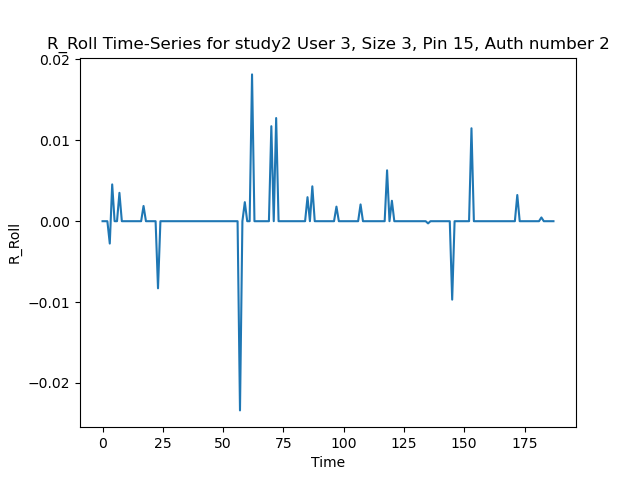 R_Roll Time-Series for study2 User 3, Size 3, Pin 15, Auth number 2
0.02
0.01
0.00
−0.01
−0.02
R_Roll
0 25 50 75 100 125 150 175
Time